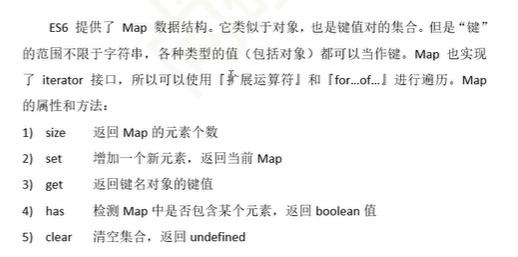 ES6 提供了 Map 数据结构。它类似于对象，也是键值对的集合。但是“键”
的范围不限于字符串，各种类型的值（包括对象）都可以当作键。Map 也实现
了 iterator 接口，所以可以使用『扩展运算符』和『for…of…』进行遍历。Map
的属性和方法：
1) size 返回 Map 的元素个数
2) set 增加一个新元素，返回当前 Map
3) get 返回键名对象的键值
4) has 检测 Map 中是否包含某个元素，返回 boolean 值
5) clear 清空集合，返回 undefined